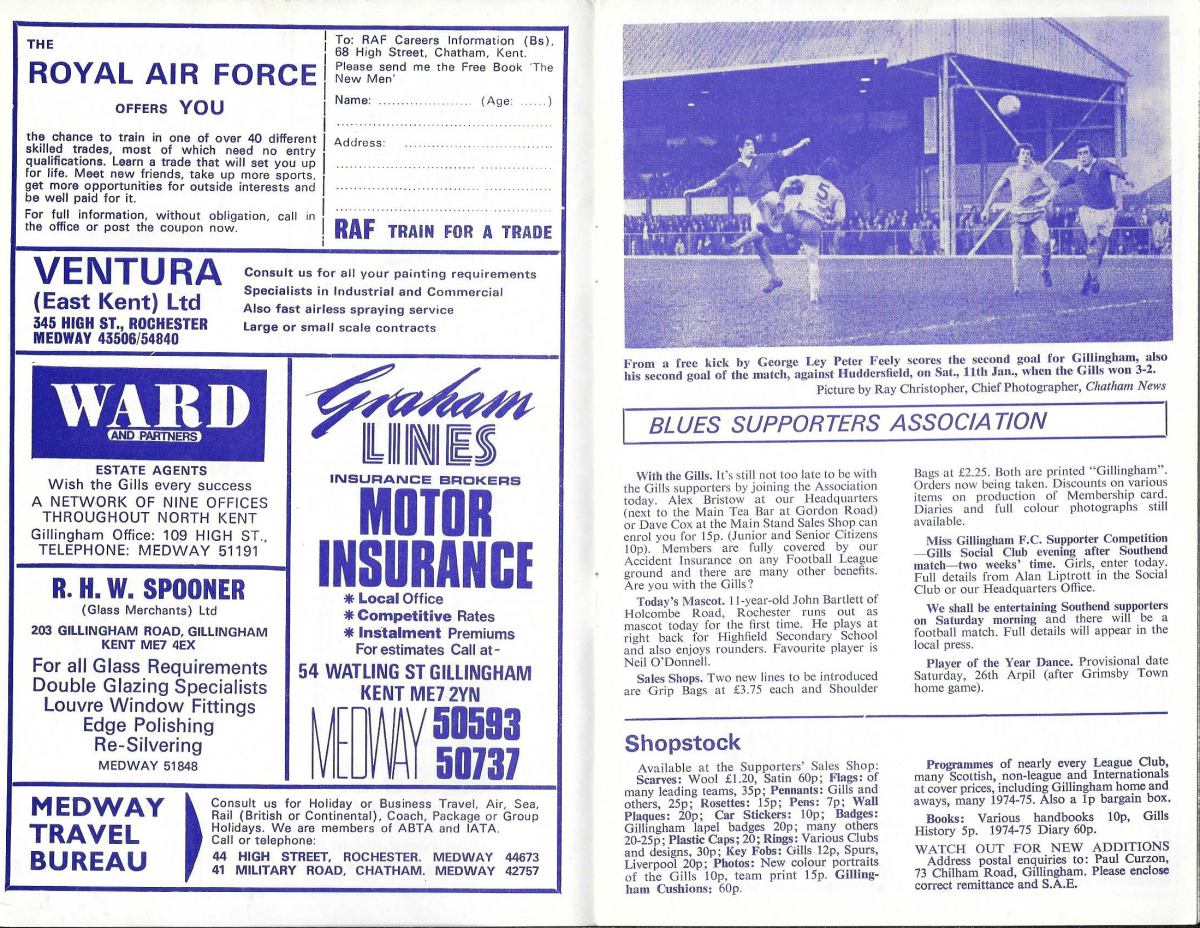 THE
ROYAL AIR FORCE
OFFERS YOU
the chance to train in one of over 40 different
skilled trades, most of which need no entry
qualifications. Learn a trade that will set you up
for life. Meet new friends, take up more sports,
get more opportunities for outside interests and
be well paid for it.
For full information, without obligation, call in
the office or post the coupon now.
To: RAF Careers Information (Bs),
68 High Street, Chatham, Kent.
Please send me the Free Book 'The
New Men'
Name: ..................... (Age: ......)
Address: 
RAF TRAIN FOR A TRADE
VENTURA
(East Kent) Ltd
345 HIGH ST., ROCHESTER
MEDWAY 43506/54840
Consult us for all your painting requirements
Specialists in Industrial and Commercial
Also fast airless spraying service
Large or small scale contracts
WARD
AND PARTNERS
ESTATE AGENTS
Wish the Gills every success
A NETWORK OF NINE OFFICES
THROUGHOUT NORTH KENT
Gillingham Office: 109 HIGH ST.,
TELEPHONE: MEDWAY 51191
R. H. W. SPOONER
(Glass Merchants) Ltd
203 GILLINGHAM ROAD, GILLINGHAM
KENT ME7 4EX
For all Glass Requirements
Double Glazing Specialists
Louvre Window Fittings
Edge Polishing
Re-Silvering
MEDWAY 51848
Graham
LINES
INSURANCE BROKERS
MOTOR
INSURANCE
* Local Office
* Competitive Rates
* Instalment Premiums
For estimates Call at-
54 WATLING ST GILLINGHAM
KENT ME7 2YN
MEDWAY 50593
50737
MEDWAY
TRAVEL
BUREAU
Consult us for Holiday or Business Travel, Air, Sea,
Rail (British or Continental), Coach, Package or Group
Holidays. We are members of ABTA and IATA.
Call or telephone:
44 HIGH STREET, ROCHESTER. MEDWAY 44673
41 MILITARY ROAD, CHATHAM. MEDWAY 42757
5
From a free kick by George Ley Peter Feely scores the second goal for Gillingham, also
his second goal of the match, against Huddersfield, on Sat., 11th Jan., when the Gills won 3-2.
Picture by Ray Christopher, Chief Photographer, Chatham News
BLUES SUPPORTERS ASSOCIATION
With the Gills. It's still not too late to be with
the Gills supporters by joining the Association
today. Alex Bristow at our Headquarters
(next to the Main Tea Bar at Gordon Road)
or Dave Cox at the Main Stand Sales Shop can
enrol you for 15p. (Junior and Senior Citizens
10p). Members are fully covered by our
Accident Insurance on any Football League
ground and there are many other benefits.
Are you with the Gills?
Today's Mascot. 11-year-old John Bartlett of
Holcombe Road, Rochester runs out as
mascot today for the first time. He plays at
right back for Highfield Secondary School
and also enjoys rounders. Favourite player is
Neil O'Donnell.
Sales Shops. Two new lines to be introduced
are Grip Bags at £3.75 each and Shoulder
Bags at £2.25. Both are printed "Gillingham".
Orders now being taken. Discounts on various
items on production of Membership card.
Diaries and full colour photographs still
available.
Miss Gillingham F.C. Supporter Competition
—Gills Social Club evening after Southend
match—two weeks' time. Girls, enter today.
Full details from Alan Liptrott in the Social
Club or our Headquarters Office.
We shall be entertaining Southend supporters
on Saturday morning and there will be a
football match. Full details will appear in the
local press.
Player of the Year Dance. Provisional date
Saturday, 26th Arpil (after Grimsby Town
home game).
Shopstock
Available at the Supporters' Sales Shop:
Scarves: Wool £1.20, Satin 60p; Flags: of
many leading teams, 35p; Pennants: Gills and
others, 25p; Rosettes: 15p; Pens: 7p; Wall
Plaques: 20p; Car Stickers: 10p; Badges:
Gillingham lapel badges 20p; many others
20-25p; Plastic Caps; 20; Rings: Various Clubs
and designs, 30p; Key Fobs: Gills 12p, Spurs,
Liverpool 20p; Photos: New colour portraits
of the Gills 10p, team print 15p. Gilling-
ham Cushions: 60p.
Programmes of nearly every League Club,
many Scottish, non-league and Internationals
at cover prices, including Gillingham home and
aways, many 1974-75. Also a 1p bargain box.
Books: Various handbooks 10p, Gills
History 5p. 1974-75 Diary 60p.
WATCH OUT FOR NEW ADDITIONS
Address postal enquiries to: Paul Curzon,
73 Chilham Road, Gillingham. Please enclose
correct remittance and S.A.E.